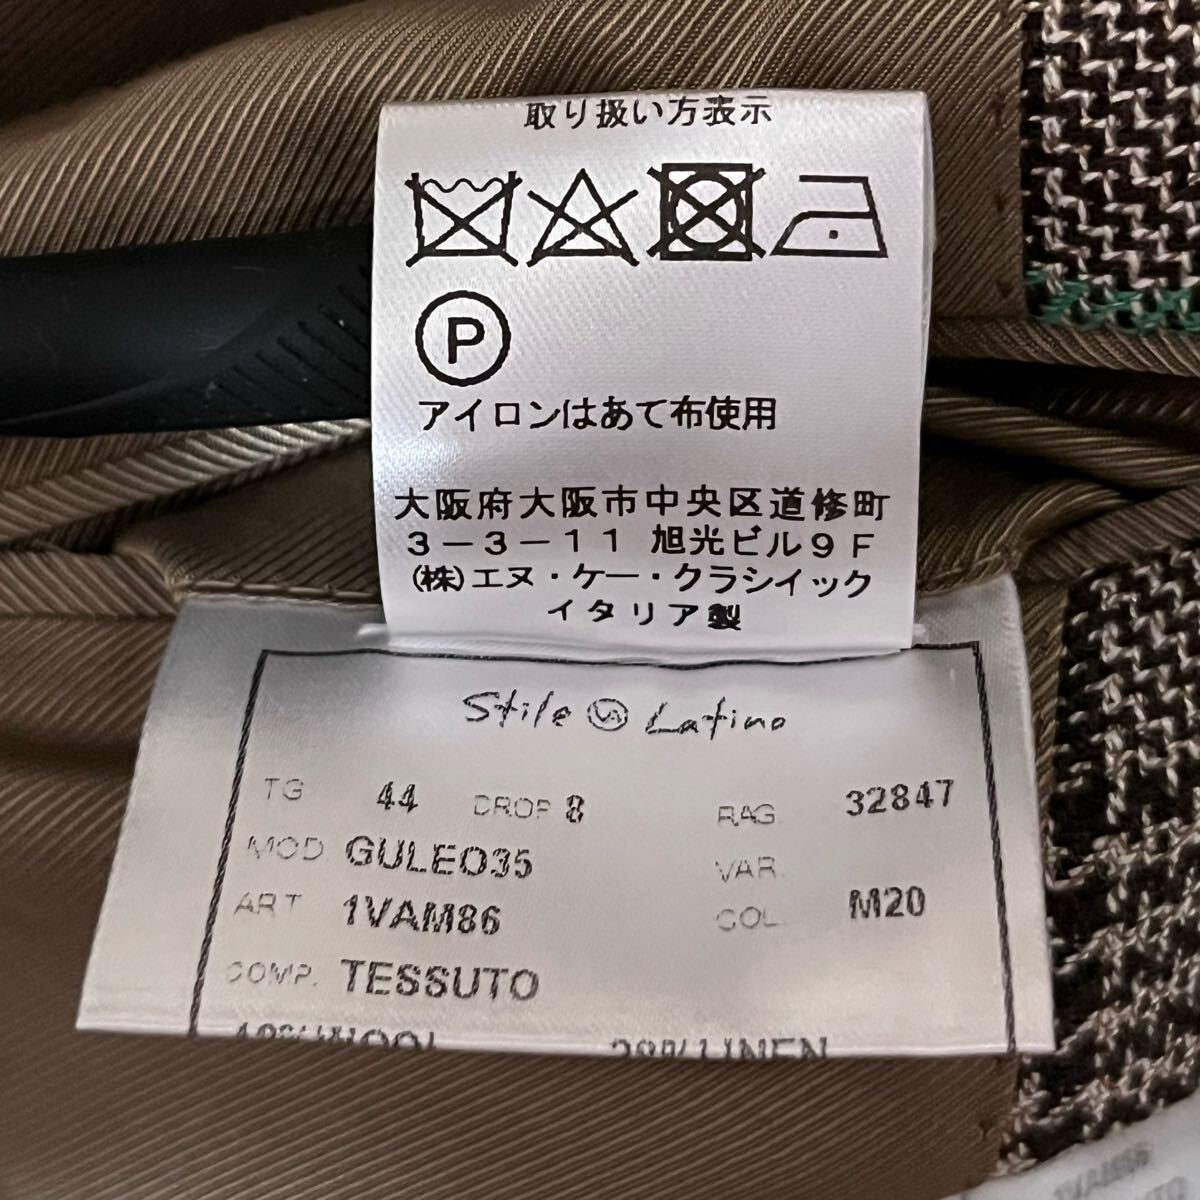 取り扱い方表示
P
アイロンはあて布使用
大阪府大阪市中央区道修町
3－3－11 旭光ビル9F
(株)エヌ・ケー・クラシイック
イタリア製
Stile Latino
TG 44 DROP 8 RAG 32847
MOD GULEO35 VAR.
ART 1VAM86 COL M20
COMP. TESSUTO
WOOL LINEN